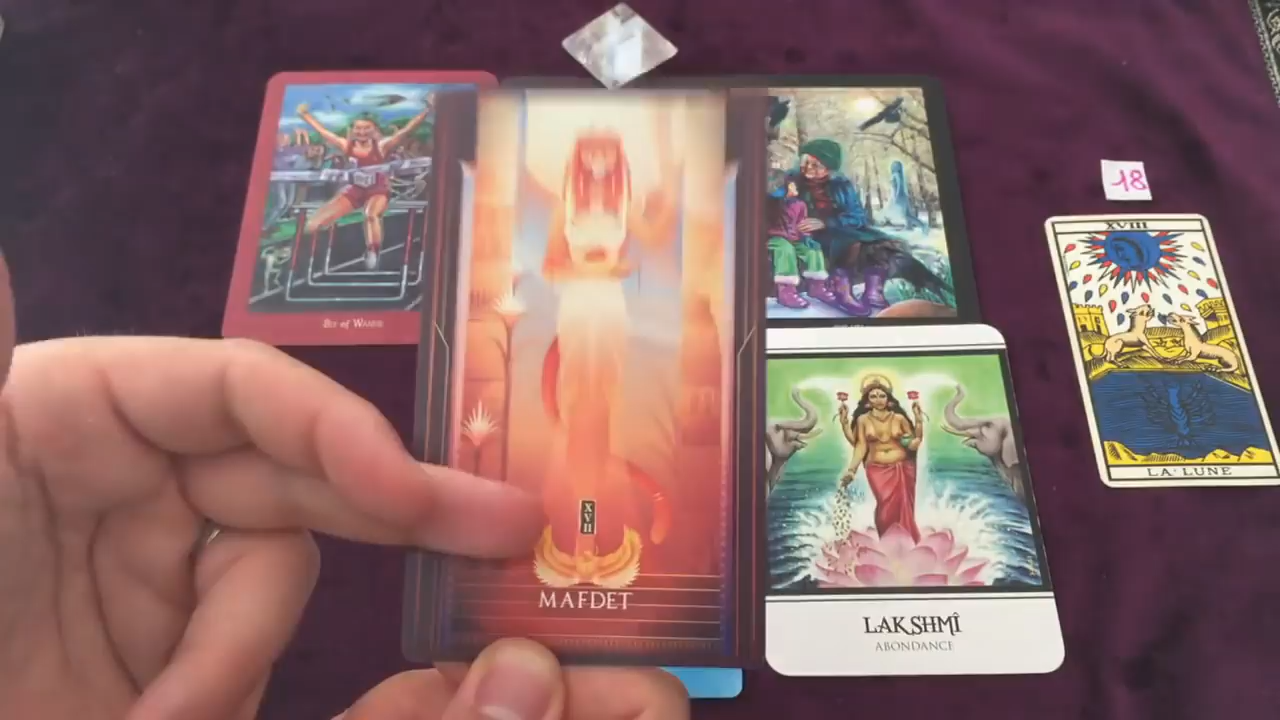 Six of Wands
XVII
MAFDET
LAKSHMÎ
ABONDANCE
18
XVIII
LA·LUNE